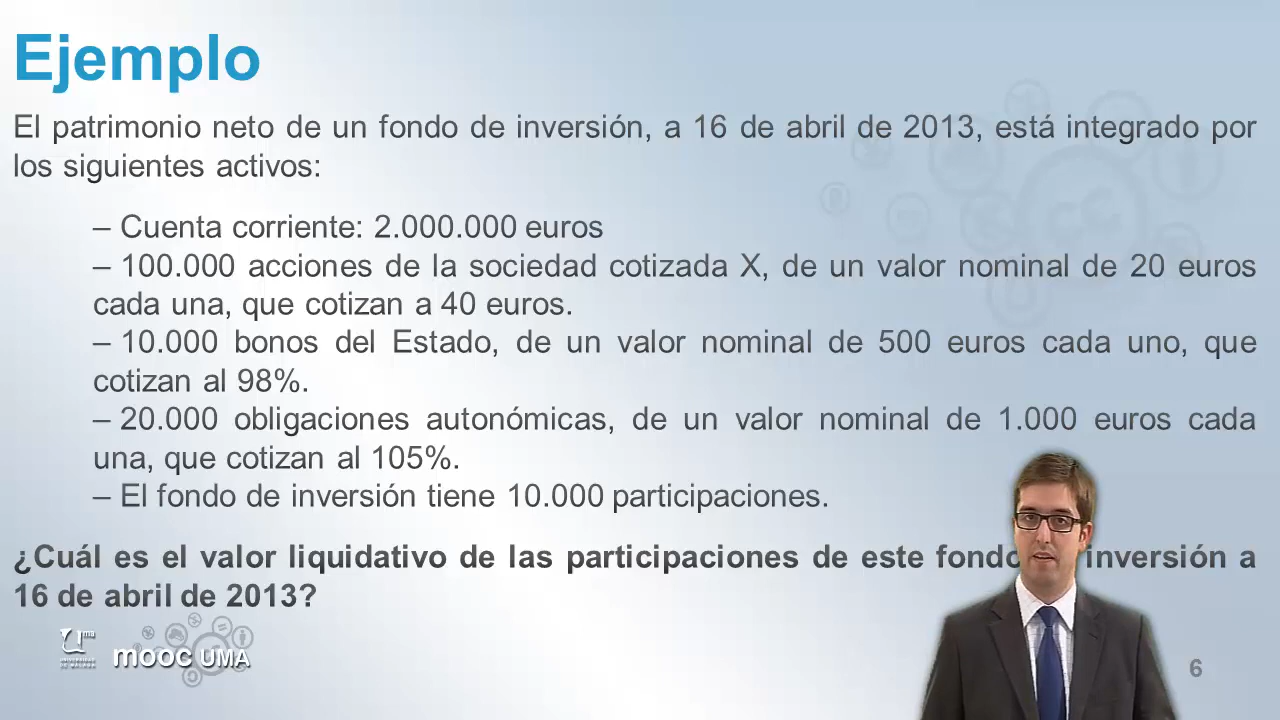 Ejemplo
El patrimonio neto de un fondo de inversión, a 16 de abril de 2013, está integrado por
los siguientes activos:
– Cuenta corriente: 2.000.000 euros
– 100.000 acciones de la sociedad cotizada X, de un valor nominal de 20 euros
cada una, que cotizan a 40 euros.
– 10.000 bonos del Estado, de un valor nominal de 500 euros cada uno, que
cotizan al 98%.
– 20.000 obligaciones autonómicas, de un valor nominal de 1.000 euros cada
una, que cotizan al 105%.
– El fondo de inversión tiene 10.000 participaciones.
¿Cuál es el valor liquidativo de las participaciones de este fondo inversión a
16 de abril de 2013?
mooc UMA
6